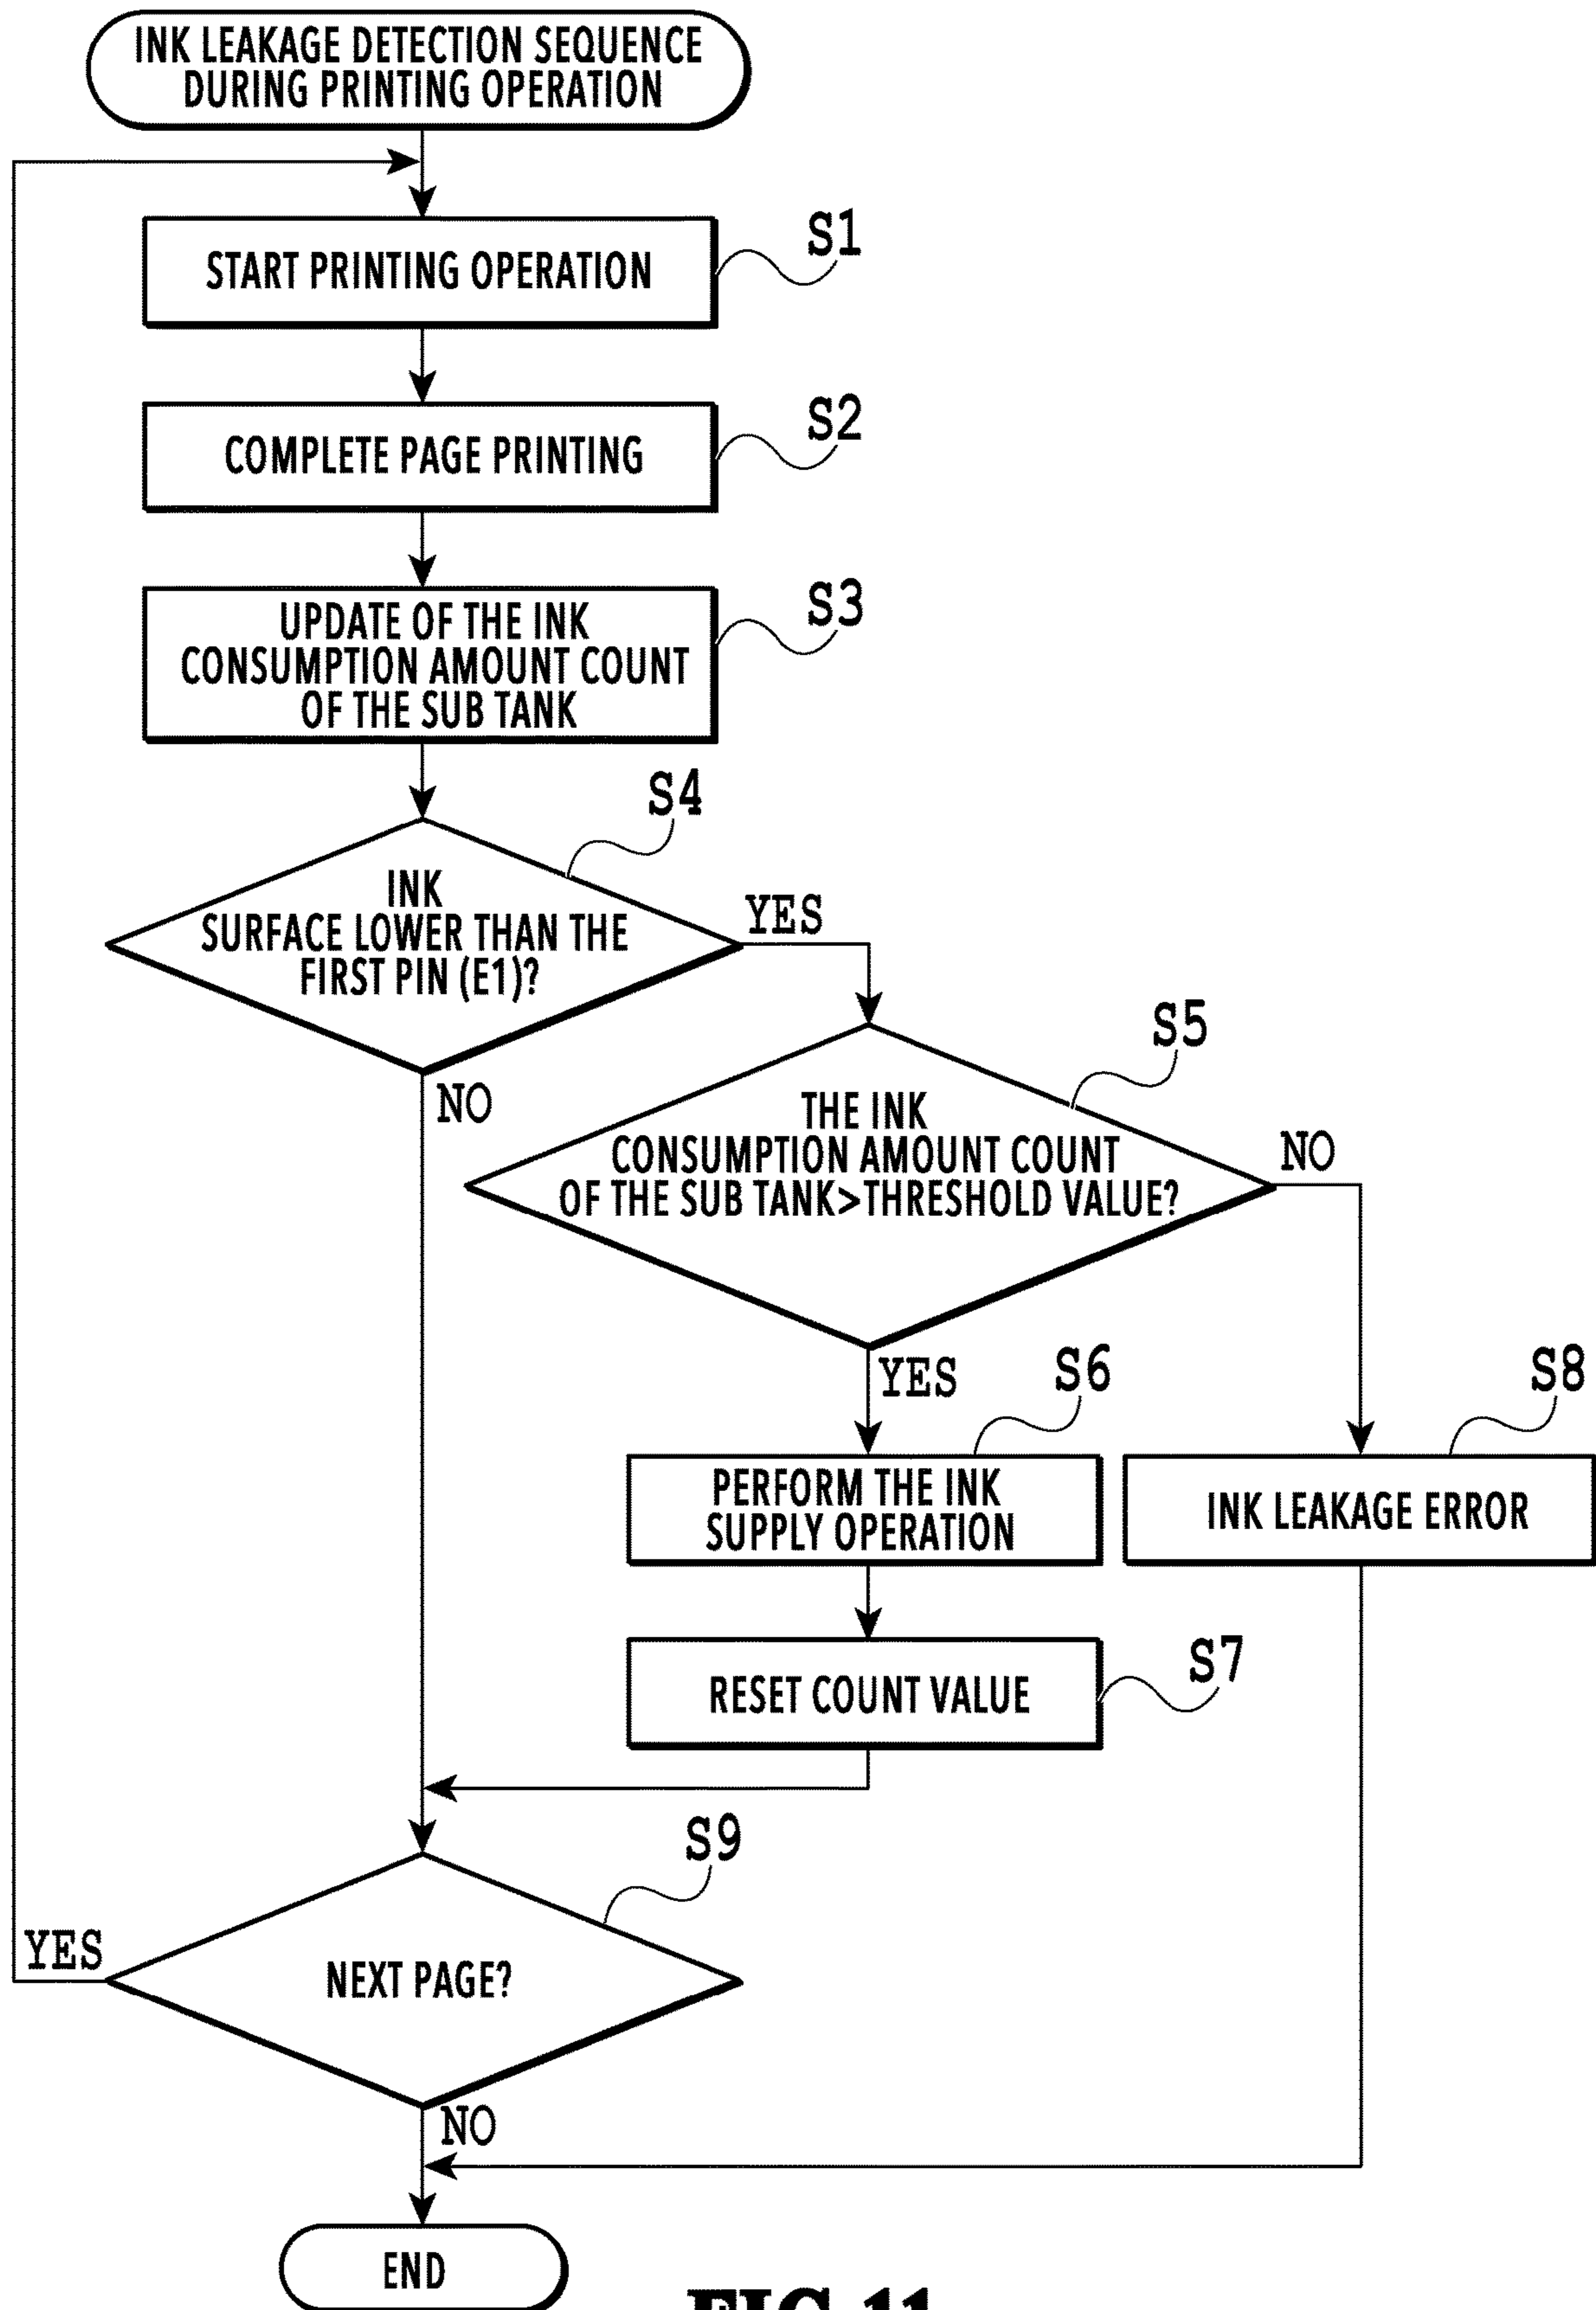 INK LEAKAGE DETECTION SEQUENCE
DURING PRINTING OPERATION
START PRINTING OPERATION
S1
COMPLETE PAGE PRINTING
S2
UPDATE OF THE INK
CONSUMPTION AMOUNT COUNT
OF THE SUB TANK
S3
S4
INK
SURFACE LOWER THAN THE
FIRST PIN (E1)?
YES
NO
S5
THE INK
CONSUMPTION AMOUNT COUNT
OF THE SUB TANK>THRESHOLD VALUE?
NO
YES
S6
PERFORM THE INK
SUPPLY OPERATION
S8
INK LEAKAGE ERROR
RESET COUNT VALUE
S7
S9
NEXT PAGE?
YES
NO
END
FIG.11